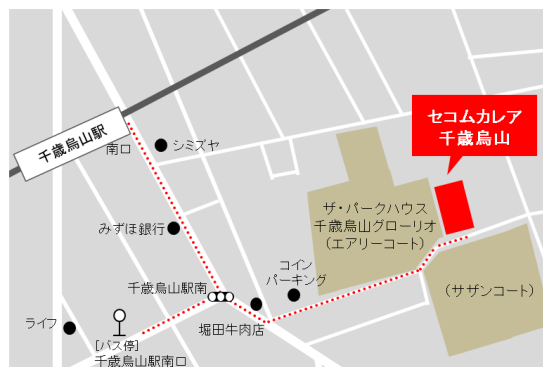 セコムカレア
千歳烏山
千歳烏山駅
南口
シミズヤ
ザ・パークハウス
千歳烏山グローリオ
（エアリーコート）
みずほ銀行
コイン
パーキング
千歳烏山駅南
（サザンコート）
堀田牛肉店
ライフ
［バス停］
千歳烏山駅南口